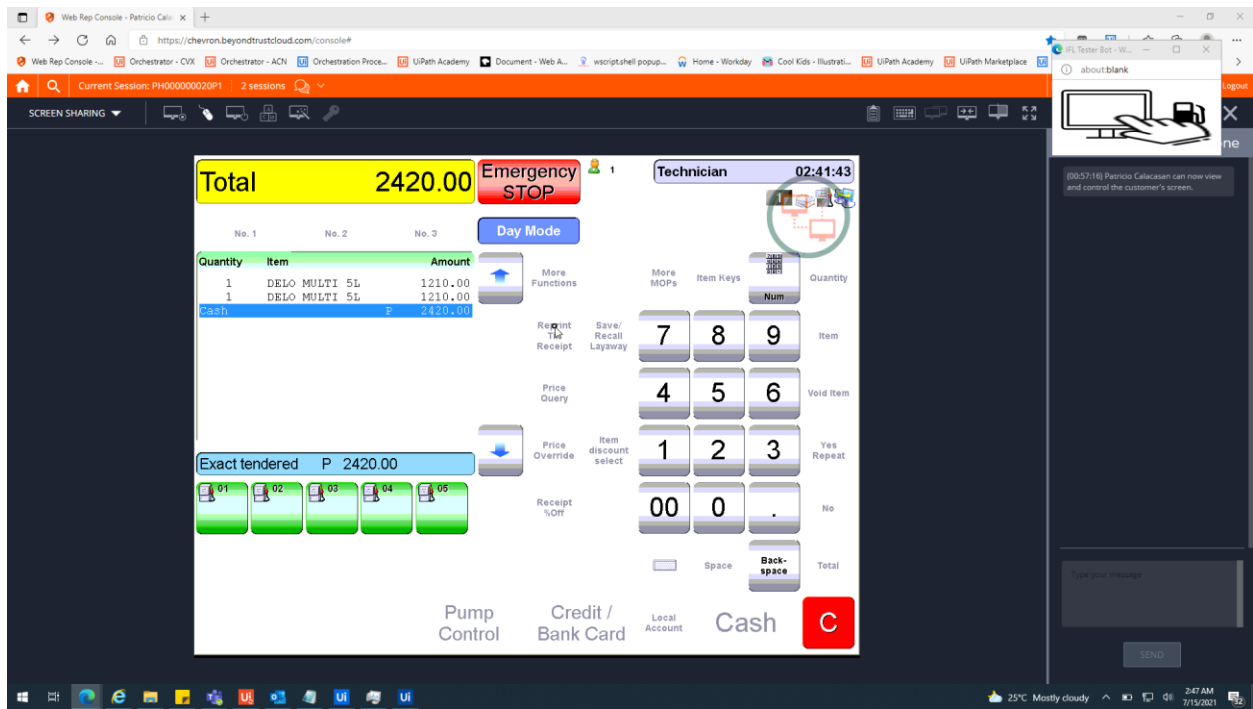 Web Rep Console - Patricio Cala
https://chevron.beyondtrustcloud.com/console#
Web Rep Console -...
Orchestrator - CVX
Orchestrator - ACN
Orchestration Proce...
UiPath Academy
Document - Web A...
wscript.shell popup...
Home - Workday
Cool Kids - Illustrati...
UiPath Academy
UiPath Marketplace
IFL Tester Bot - W...
about:blank
Current Session: PH000000020P1
2 sessions
Logout
SCREEN SHARING
ne
(00:57:16) Patricio Calacasan can now view
and control the customer's screen.
Total 2420.00
Emergency
STOP
1
Technician 02:41:43
No. 1 No. 2 No. 3
Day Mode
Quantity Item Amount
1 DELO MULTI 5L 1210.00
1 DELO MULTI 5L 1210.00
Cash P 2420.00
More
Functions
More
MOPs
Item Keys
Num
Quantity
Reprint
The
Receipt
Save/
Recall
Layaway
7 8 9
Item
Price
Query
4 5 6
Void Item
Price
Override
Item
discount
select
1 2 3
Yes
Repeat
Exact tendered P 2420.00
01 02 03 04 05
Receipt
%Off
00 0 .
No
Space
Back-
space
Total
Pump
Control
Credit /
Bank Card
Local
Account
Cash
C
Type your message
SEND
25°C Mostly cloudy
2:47 AM
7/15/2021
32